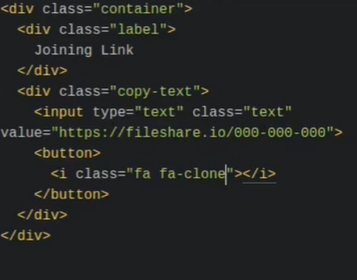 <div class="container">
  <div class="label">
    Joining Link
  </div>
  <div class="copy-text">
    <input type="text" class="text"
value="https://fileshare.io/000-000-000">
    <button>
      <i class="fa fa-clone"></i>
    </button>
  </div>
</div>